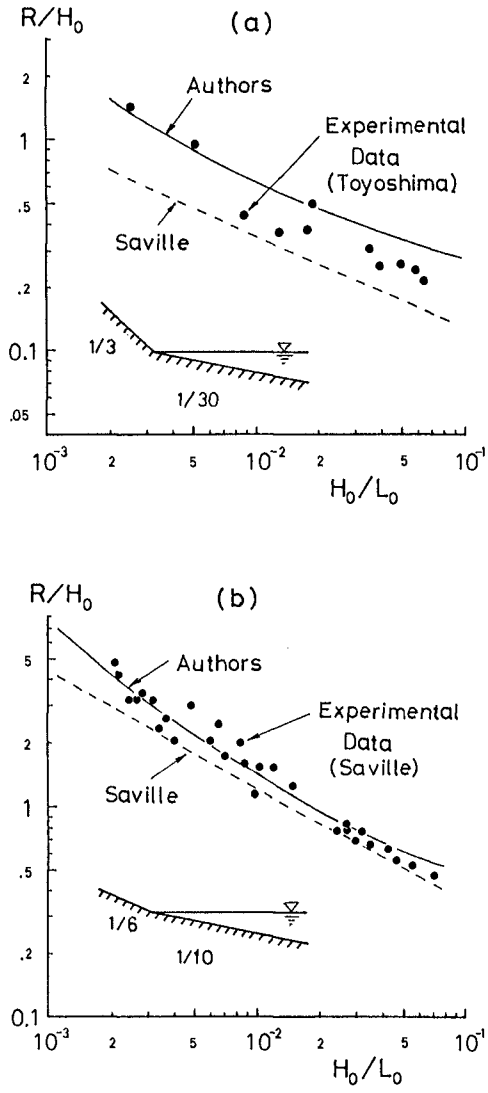 R/H₀
(a)
2
Authors
Experimental
Data
(Toyoshima)
1
.5
Saville
.2
0.1
1/3
1/30
.05
10⁻³
2
5
10⁻²
2
5
10⁻¹
H₀/L₀
R/H₀
(b)
5
Authors
Experimental
Data
(Saville)
2
Saville
1
.5
1/6
1/10
.2
0.1
10⁻³
2
5
10⁻²
2
5
10⁻¹
H₀/L₀